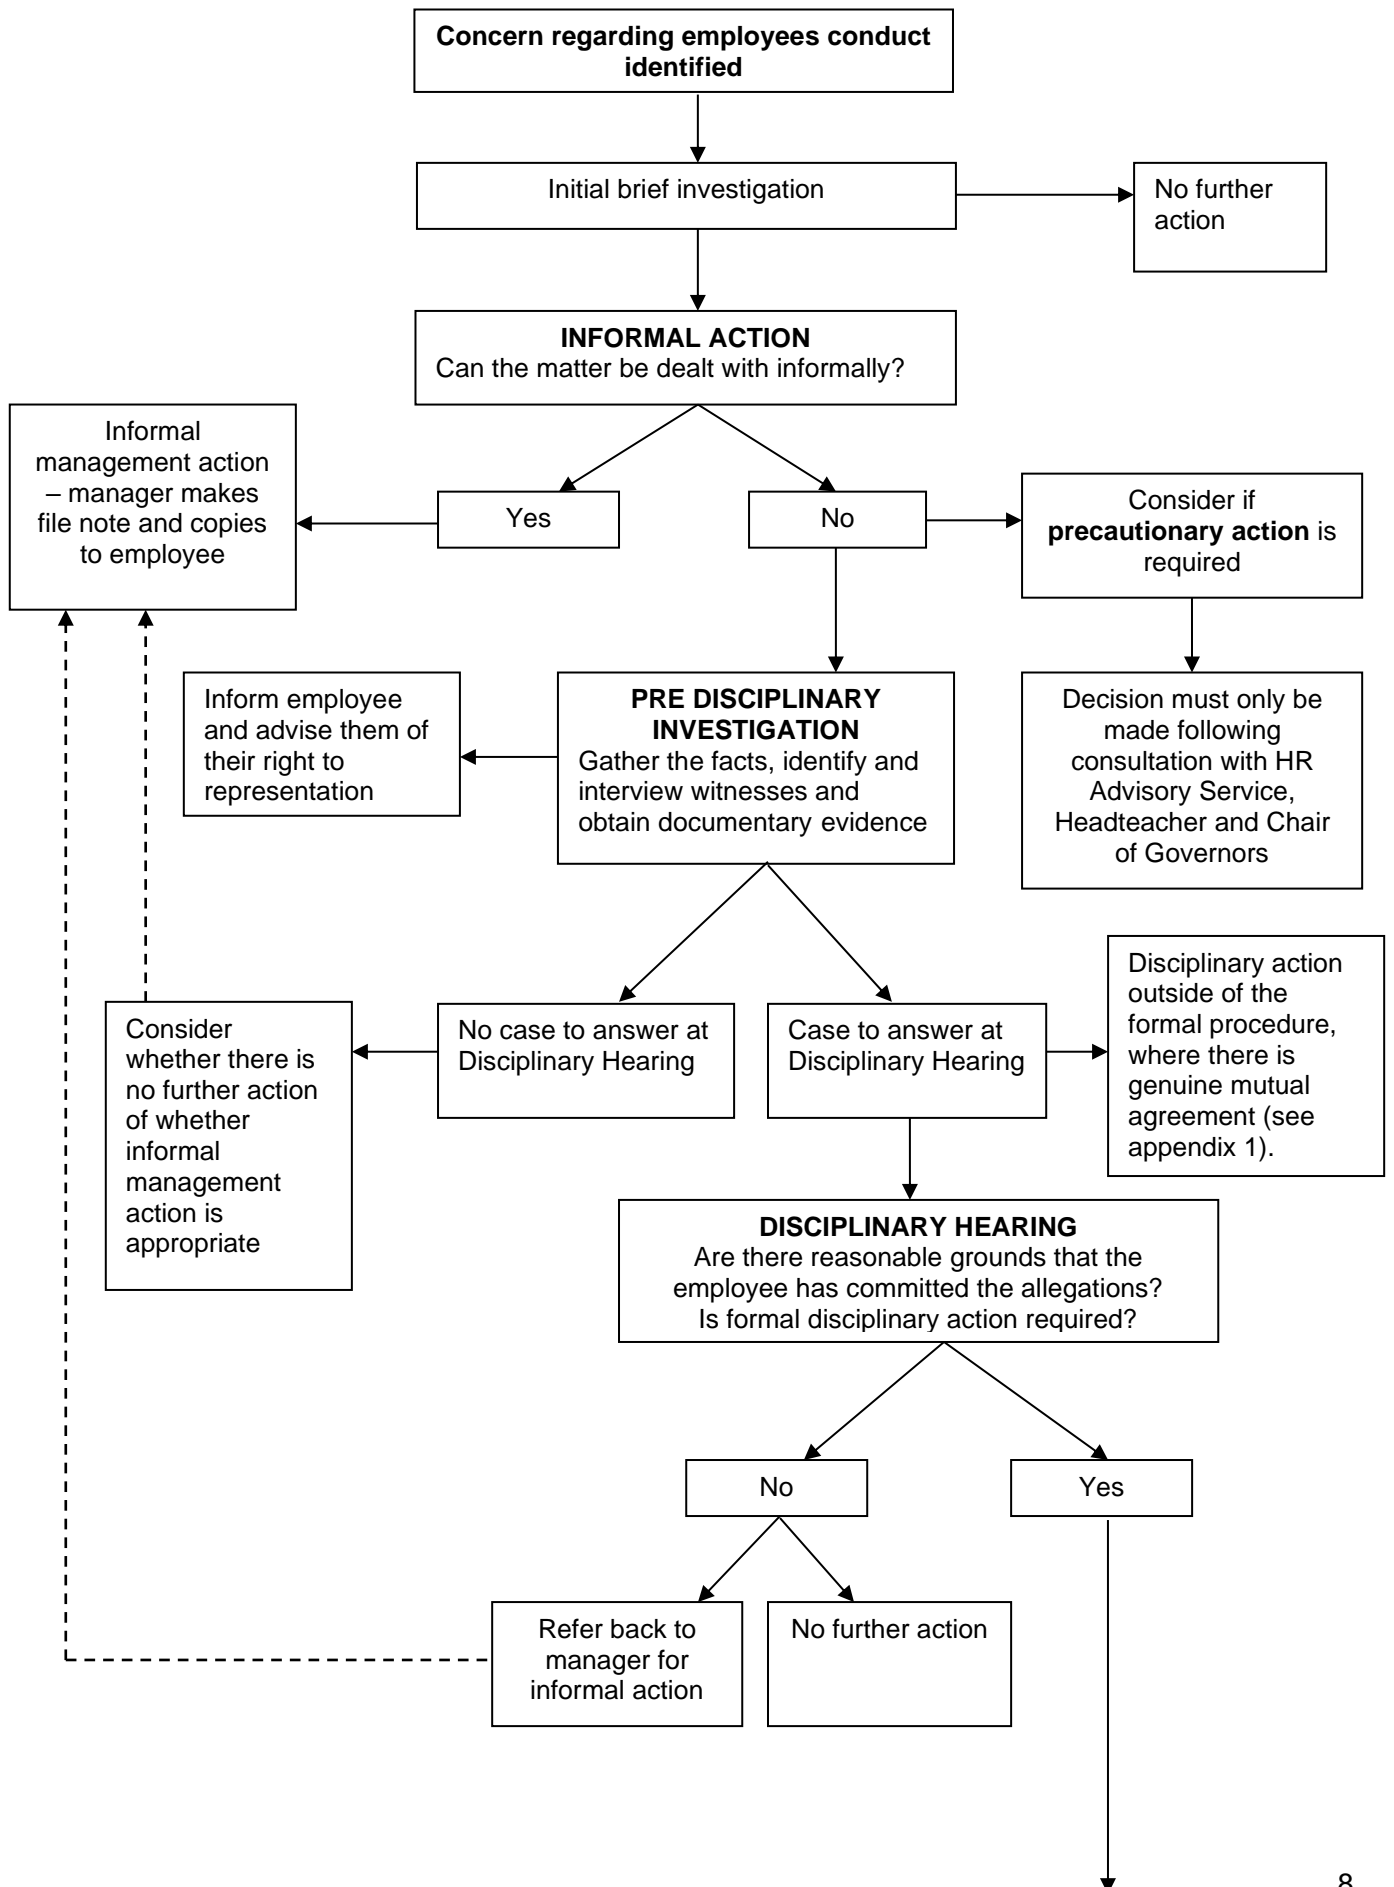 Concern regarding employees conduct
identified
Initial brief investigation
No further
action
INFORMAL ACTION
Can the matter be dealt with informally?
Informal
management action
– manager makes
file note and copies
to employee
Yes
No
Consider if
precautionary action is
required
Inform employee
and advise them of
their right to
representation
PRE DISCIPLINARY
INVESTIGATION
Gather the facts, identify and
interview witnesses and
obtain documentary evidence
Decision must only be
made following
consultation with HR
Advisory Service,
Headteacher and Chair
of Governors
Consider
whether there is
no further action
of whether
informal
management
action is
appropriate
No case to answer at
Disciplinary Hearing
Case to answer at
Disciplinary Hearing
Disciplinary action
outside of the
formal procedure,
where there is
genuine mutual
agreement (see
appendix 1).
DISCIPLINARY HEARING
Are there reasonable grounds that the
employee has committed the allegations?
Is formal disciplinary action required?
No
Yes
Refer back to
manager for
informal action
No further action
8